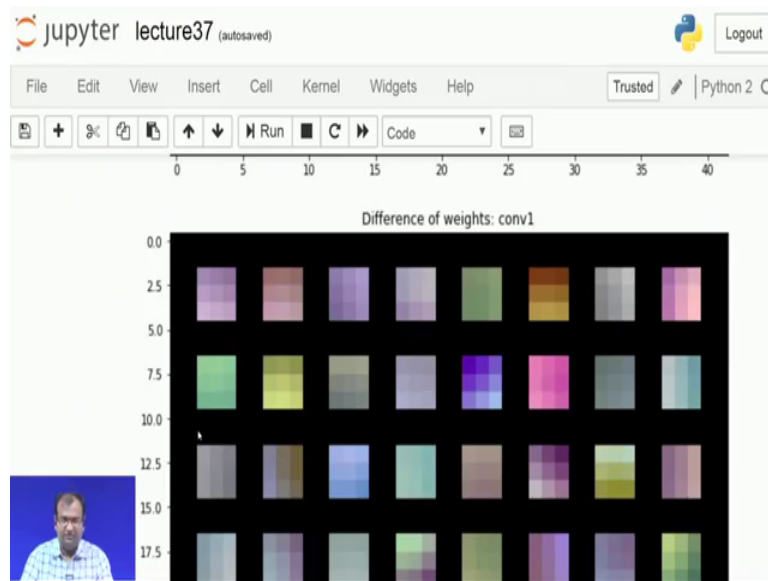 jupyter lecture37 (autosaved) Logout
File Edit View Insert Cell Kernel Widgets Help Trusted Python 2
Run Code
0 5 10 15 20 25 30 35 40
Difference of weights: conv1
0.0
2.5
5.0
7.5
10.0
12.5
15.0
17.5